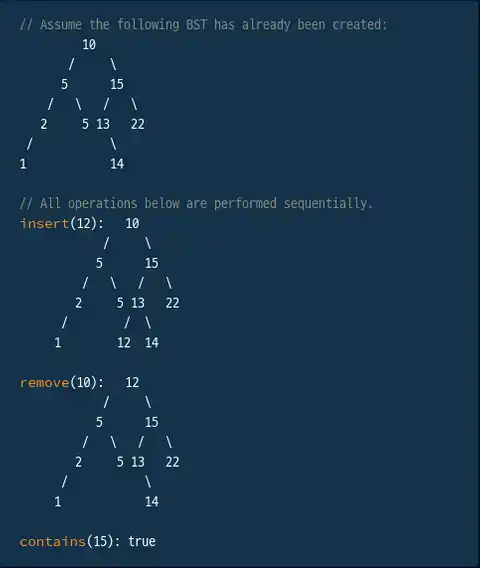 // Assume the following BST has already been created:
         10
       /     \
      5      15
    /   \   /   \
   2     5 13   22
 /           \
1            14

// All operations below are performed sequentially.
insert(12):   10
            /     \
           5      15
         /   \   /   \
        2     5 13   22
      /        /  \
     1        12  14

remove(10):   12
            /     \
           5      15
         /   \   /   \
        2     5 13   22
      /           \
     1            14

contains(15): true